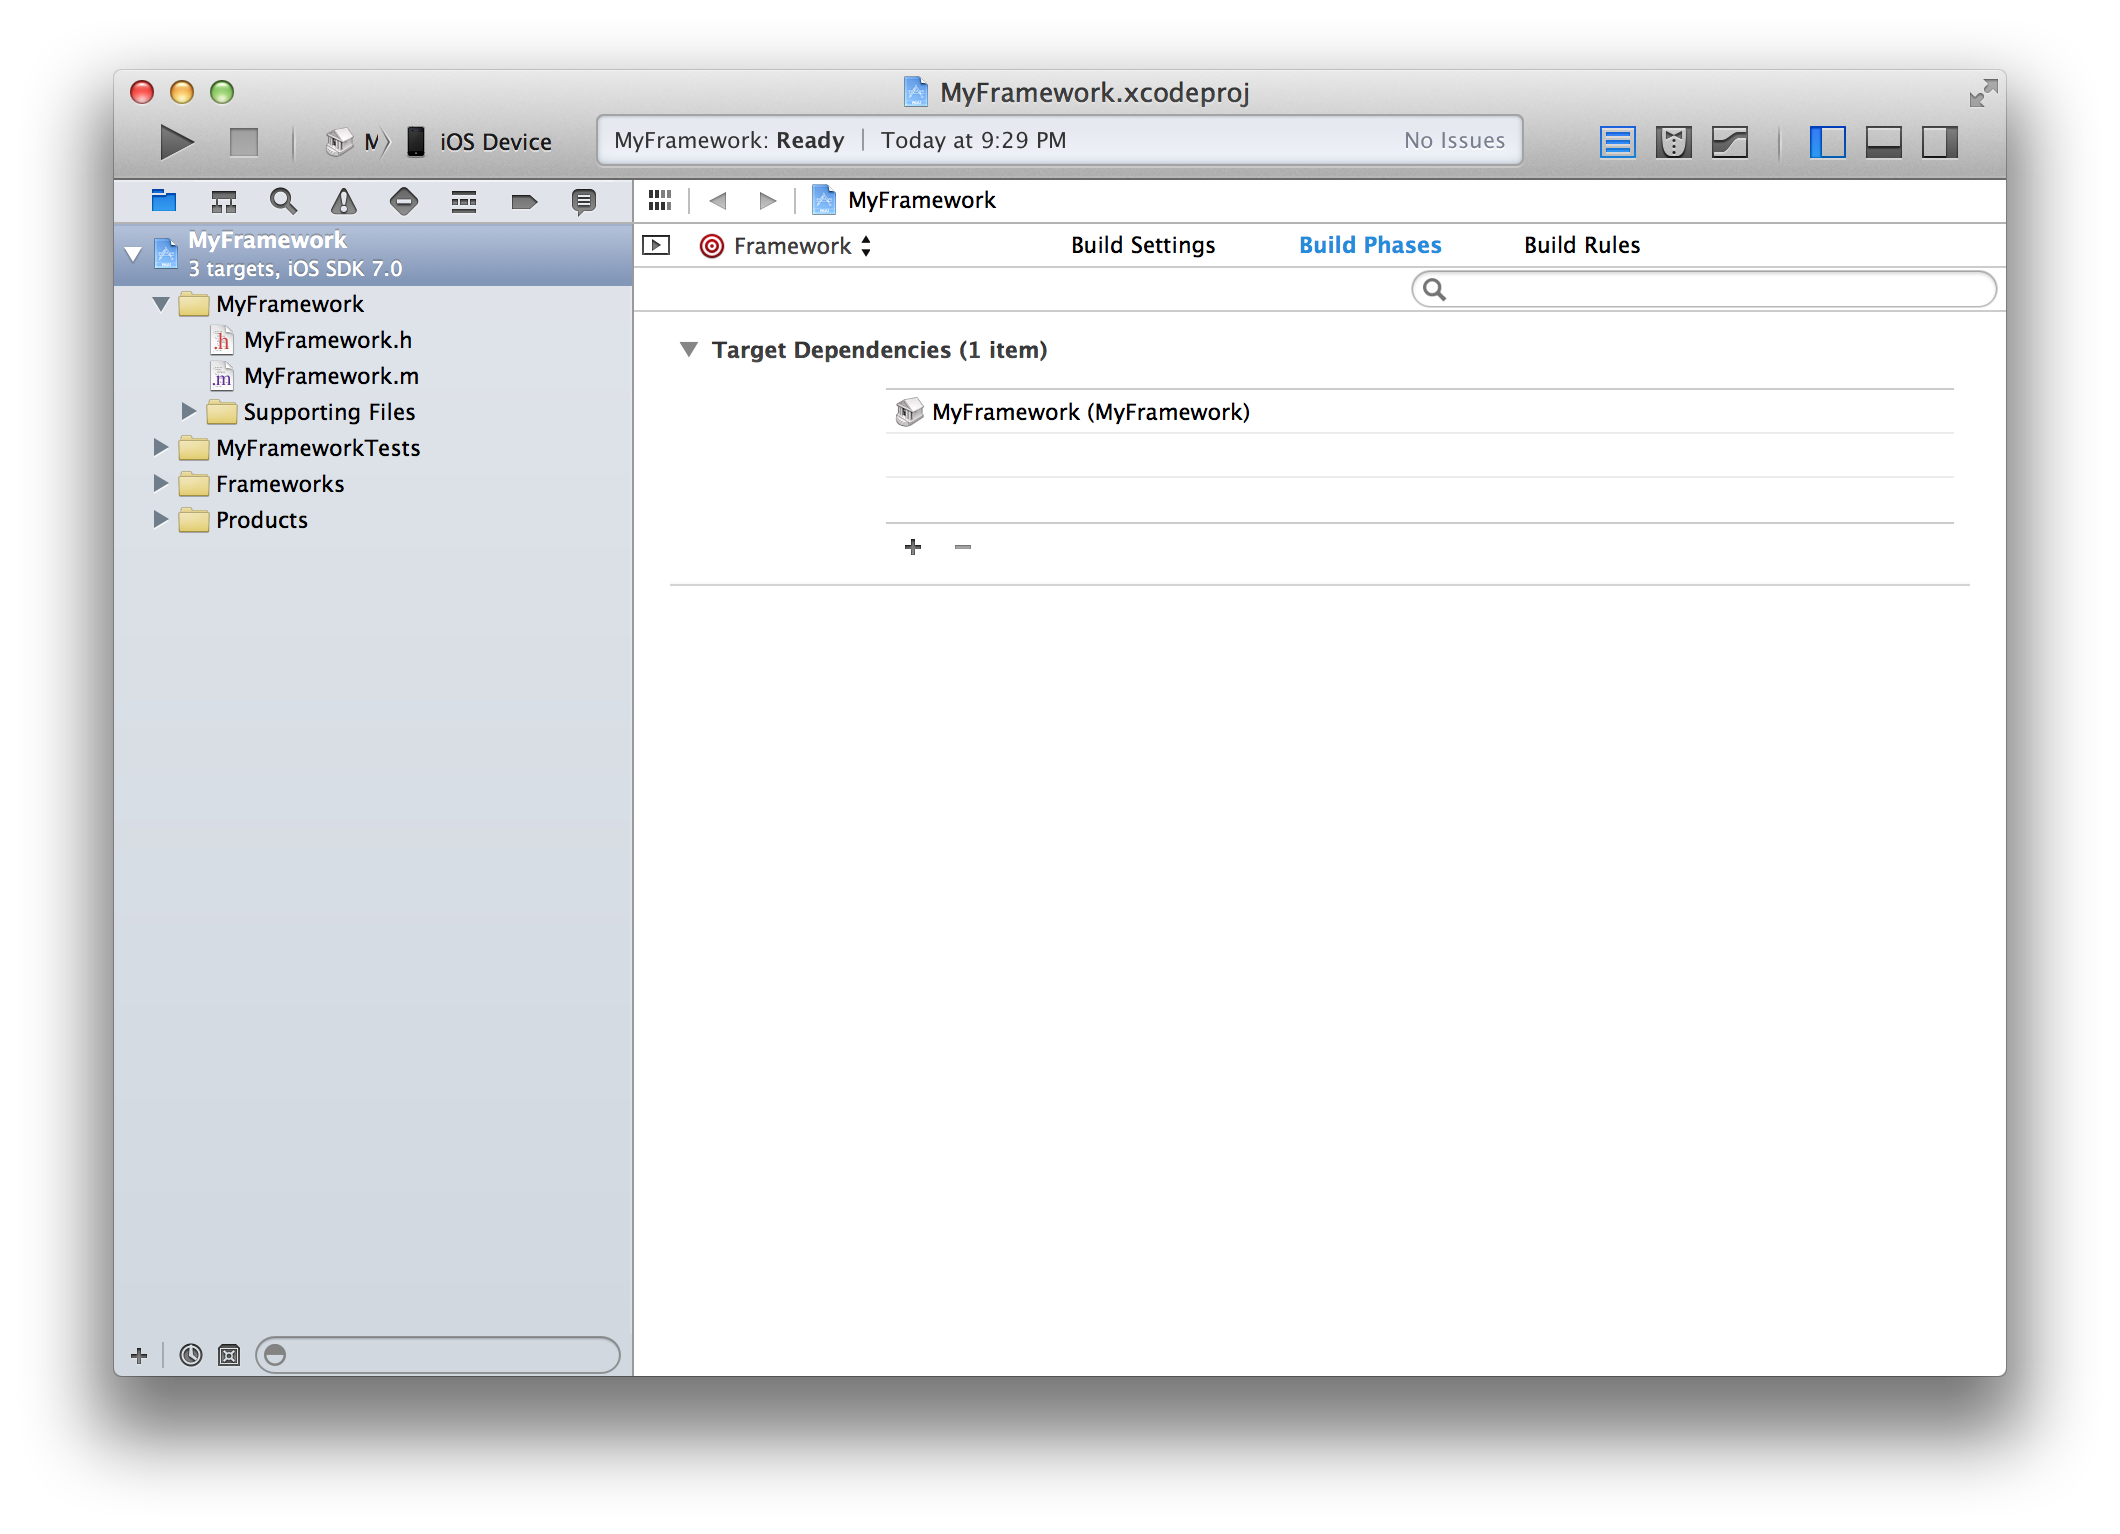 MyFramework.xcodeproj
M iOS Device
MyFramework: Ready Today at 9:29 PM No Issues
MyFramework
MyFramework
3 targets, iOS SDK 7.0
MyFramework
MyFramework.h
MyFramework.m
Supporting Files
MyFrameworkTests
Frameworks
Products
Framework Build Settings Build Phases Build Rules
Target Dependencies (1 item)
MyFramework (MyFramework)